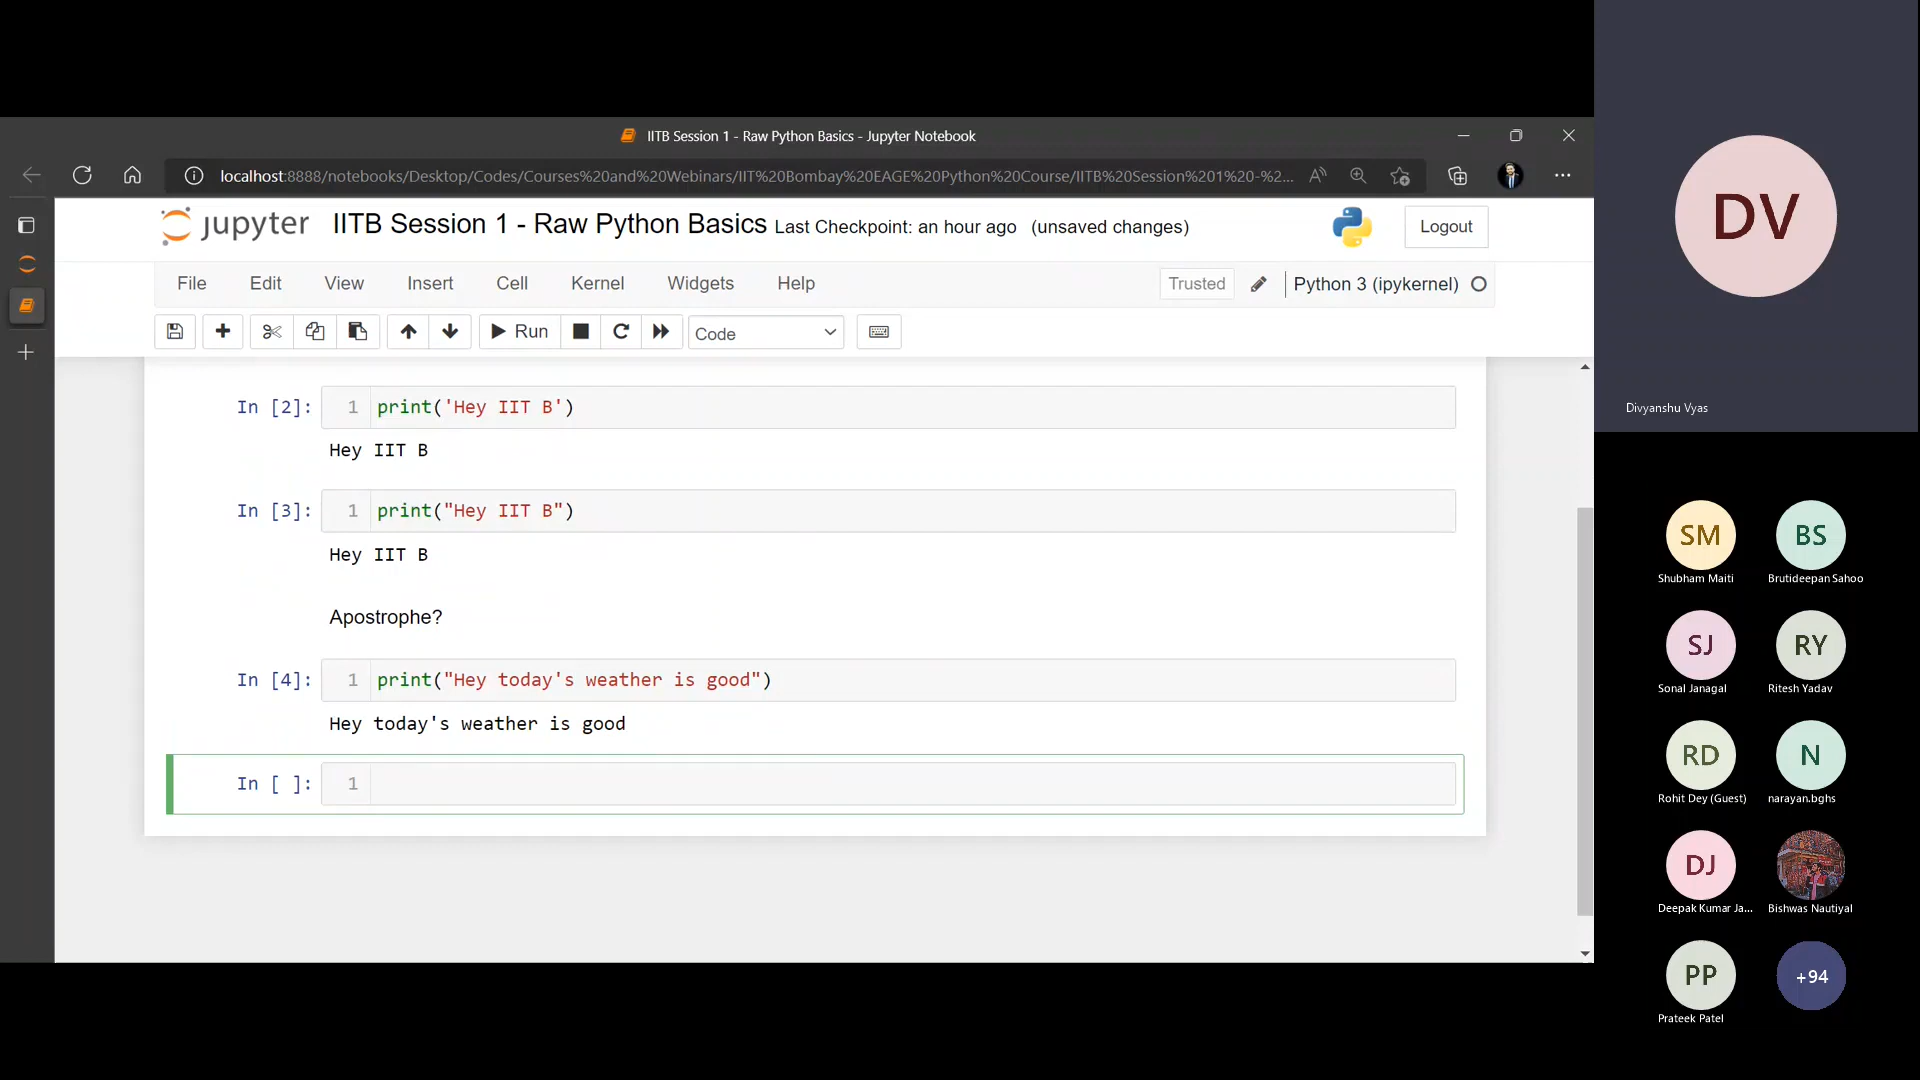 IITB Session 1 - Raw Python Basics - Jupyter Notebook
localhost:8888/notebooks/Desktop/Codes/Courses%20and%20Webinars/IIT%20Bombay%20EAGE%20Python%20Course/IITB%20Session%201%20-%2...
jupyter IITB Session 1 - Raw Python Basics Last Checkpoint: an hour ago (unsaved changes)
Logout
File Edit View Insert Cell Kernel Widgets Help
Trusted
Python 3 (ipykernel)
Run
Code
In [2]: 1 print('Hey IIT B')
Hey IIT B
In [3]: 1 print("Hey IIT B")
Hey IIT B
Apostrophe?
In [4]: 1 print("Hey today's weather is good")
Hey today's weather is good
In [ ]: 1
DV
Divyanshu Vyas
SM BS
Shubham Maiti Brutideepan Sahoo
SJ RY
Sonal Janagal Ritesh Yadav
RD N
Rohit Dey (Guest) narayan.bghs
DJ
Deepak Kumar Ja... Bishwas Nautiyal
PP +94
Prateek Patel